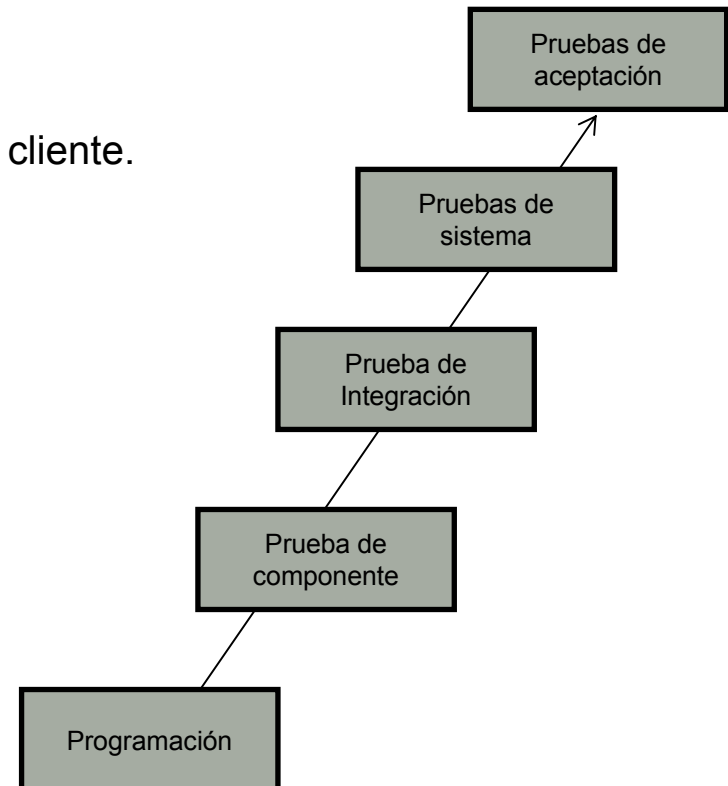 Pruebas de
aceptación
cliente.
Pruebas de
sistema
Prueba de
Integración
Prueba de
componente
Programación